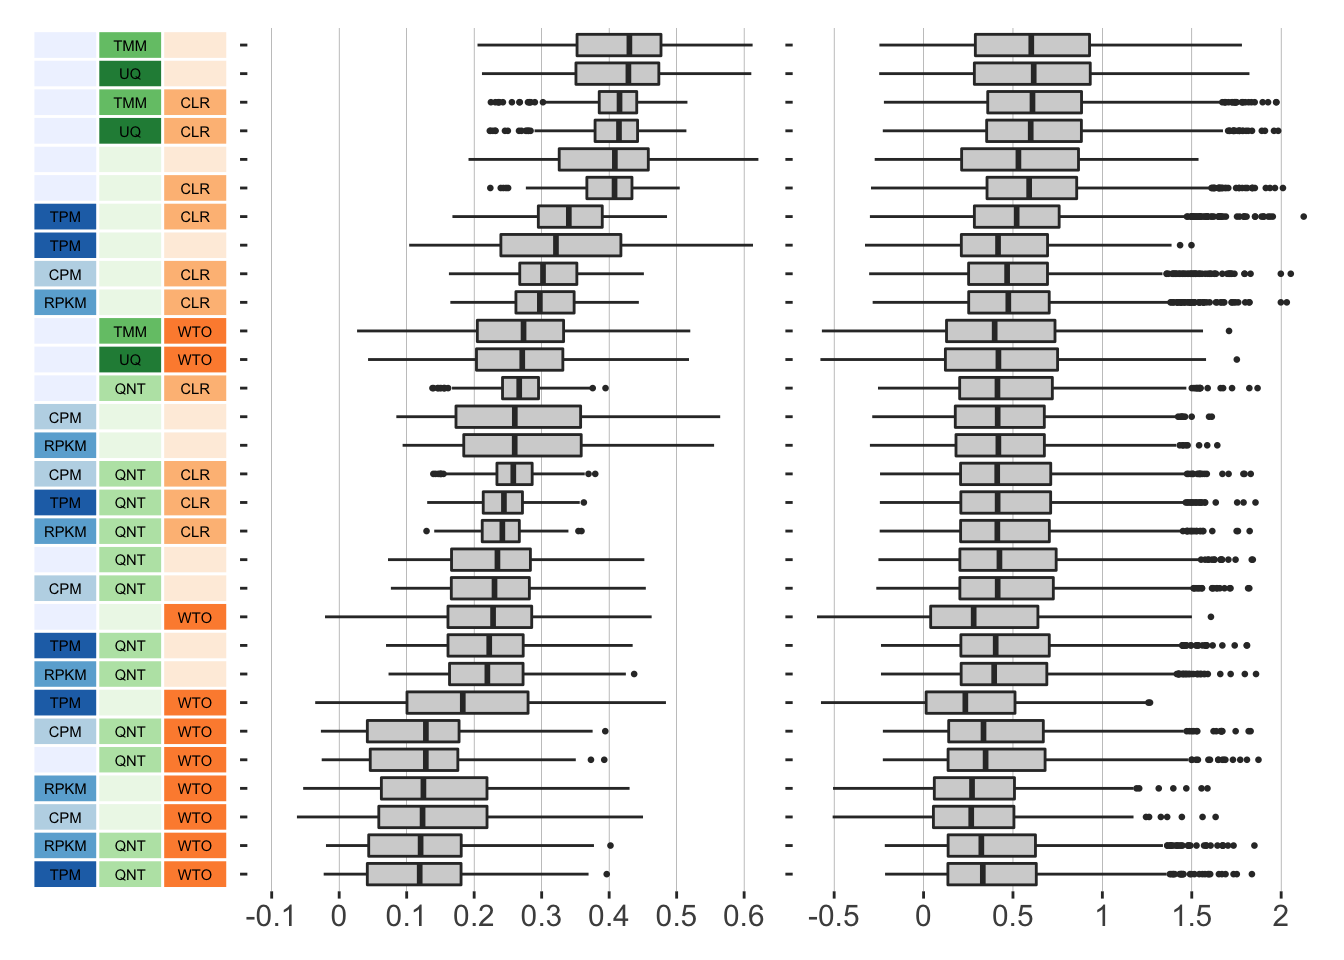 TMM
UQ
TMM CLR
UQ CLR
CLR
TPM CLR
TPM
CPM CLR
RPKM CLR
TMM WTO
UQ WTO
QNT CLR
CPM
RPKM
CPM QNT CLR
TPM QNT CLR
RPKM QNT CLR
QNT
CPM QNT
WTO
TPM QNT
RPKM QNT
TPM WTO
CPM QNT WTO
QNT WTO
RPKM WTO
CPM WTO
RPKM QNT WTO
TPM QNT WTO
-0.1 0 0.1 0.2 0.3 0.4 0.5 0.6 -0.5 0 0.5 1 1.5 2